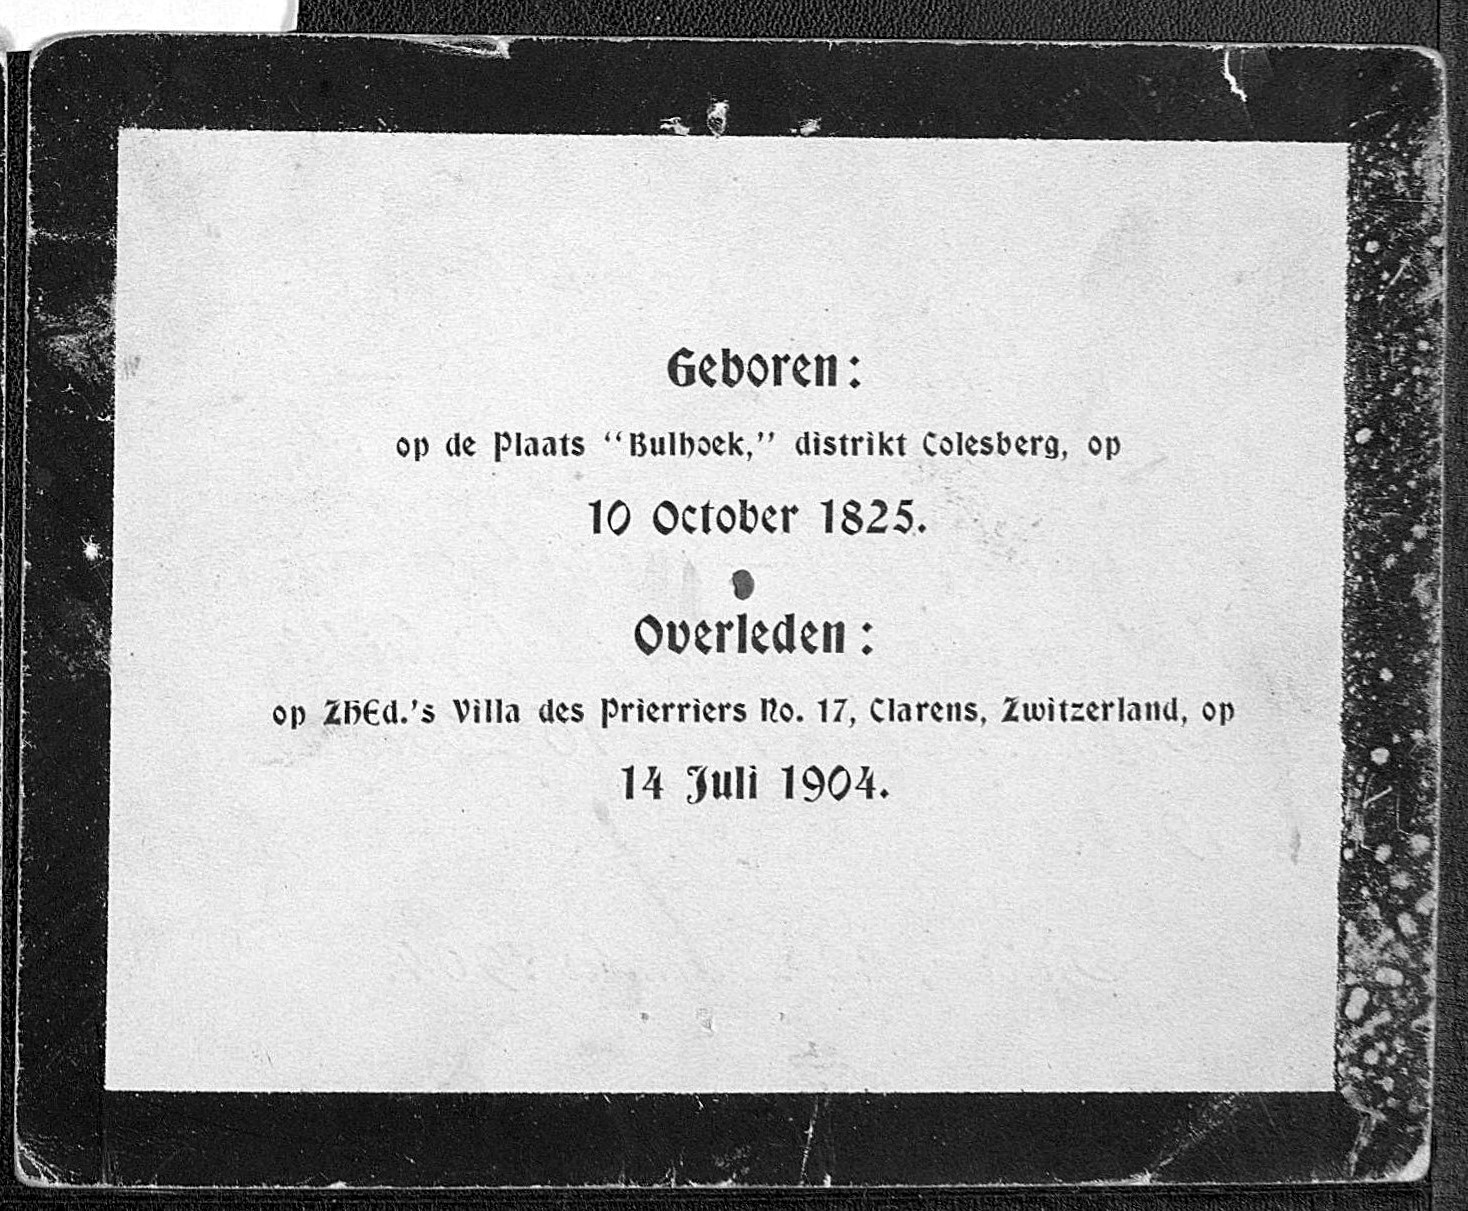 Geboren:
op de Plaats “Bulhoek,” distrikt Colesberg, op
10 October 1825.
Overleden:
op ZHEd.'s Villa des Prierriers No. 17, Clarens, Zwitzerland, op
14 Juli 1904.